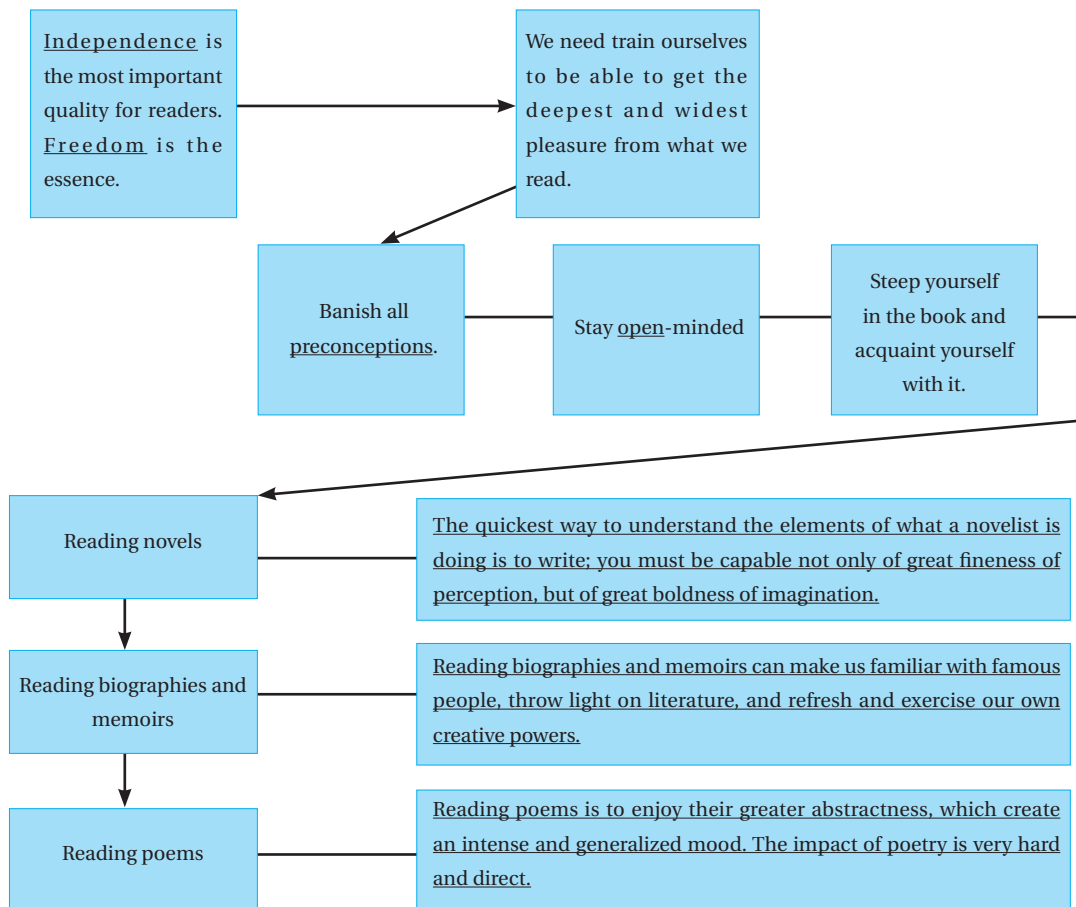 Independence is
the most important
quality for readers.
Freedom is the
essence.
We need train ourselves
to be able to get the
deepest and widest
pleasure from what we
read.
Banish all
preconceptions.
Stay open-minded
Steep yourself
in the book and
acquaint yourself
with it.
Reading novels
The quickest way to understand the elements of what a novelist is
doing is to write; you must be capable not only of great fineness of
perception, but of great boldness of imagination.
Reading biographies and
memoirs
Reading biographies and memoirs can make us familiar with famous
people, throw light on literature, and refresh and exercise our own
creative powers.
Reading poems
Reading poems is to enjoy their greater abstractness, which create
an intense and generalized mood. The impact of poetry is very hard
and direct.